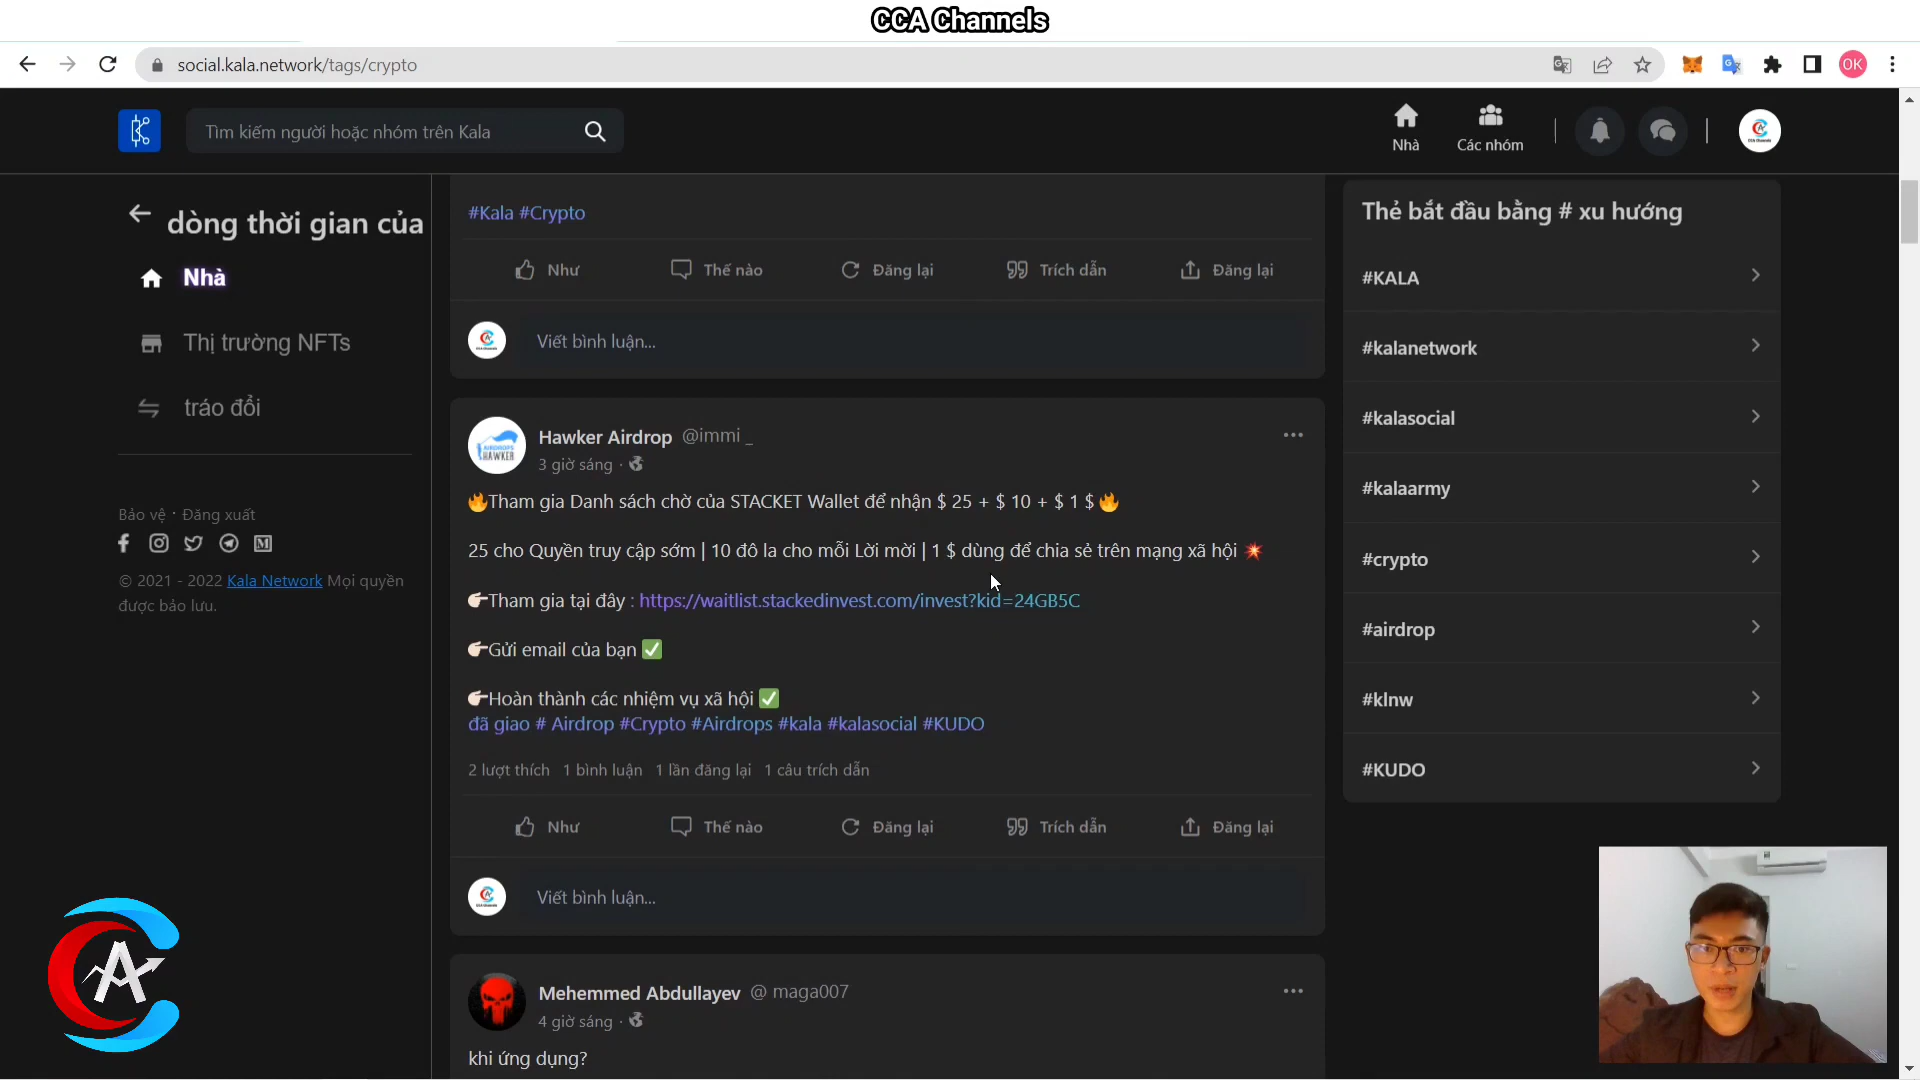 CCA Channels
social.kala.network/tags/crypto
OK
Tìm kiếm người hoặc nhóm trên Kala
Nhà
Các nhóm
dòng thời gian của
Nhà
Thị trường NFTs
tráo đổi
Bảo vệ · Đăng xuất
© 2021 - 2022 Kala Network Mọi quyền
được bảo lưu.
#Kala #Crypto
Như Thế nào Đăng lại Trích dẫn Đăng lại
Viết bình luận...
Hawker Airdrop @immi _
3 giờ sáng ·
🔥Tham gia Danh sách chờ của STACKET Wallet để nhận $ 25 + $ 10 + $ 1 $🔥
25 cho Quyền truy cập sớm | 10 đô la cho mỗi Lời mời | 1 $ dùng để chia sẻ trên mạng xã hội 💥
👉🏻Tham gia tại đây : https://waitlist.stackedinvest.com/invest?kid=24GB5C
👉🏻Gửi email của bạn ✅
👉🏻Hoàn thành các nhiệm vụ xã hội ✅
đã giao # Airdrop #Crypto #Airdrops #kala #kalasocial #KUDO
2 lượt thích 1 bình luận 1 lần đăng lại 1 câu trích dẫn
Như Thế nào Đăng lại Trích dẫn Đăng lại
Viết bình luận...
Mehemmed Abdullayev @ maga007
4 giờ sáng ·
khi ứng dụng?
Thẻ bắt đầu bằng # xu hướng
#KALA
#kalanetwork
#kalasocial
#kalaarmy
#crypto
#airdrop
#klnw
#KUDO